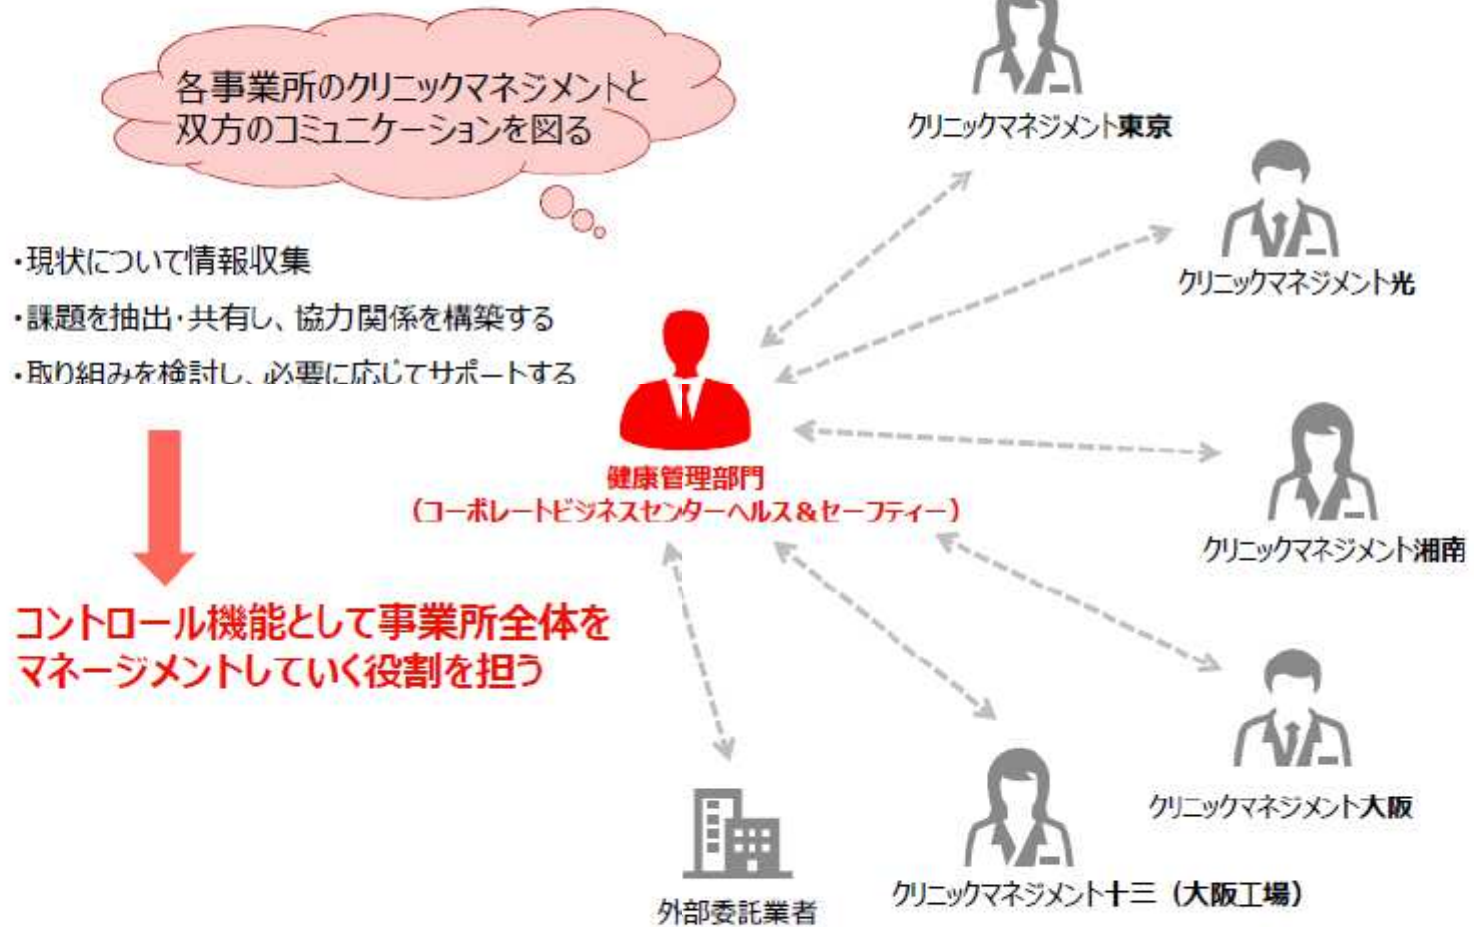 各事業所のクリニックマネジメントと
双方のコミュニケーションを図る
・現状について情報収集
・課題を抽出・共有し、協力関係を構築する
・取り組みを検討し、必要に応じてサポートする
コントロール機能として事業所全体を
マネージメントしていく役割を担う
健康管理部門
（コーポレートビジネスセンターヘルス＆セーフティー）
クリニックマネジメント東京
クリニックマネジメント光
クリニックマネジメント湘南
クリニックマネジメント大阪
クリニックマネジメント十三（大阪工場）
外部委託業者